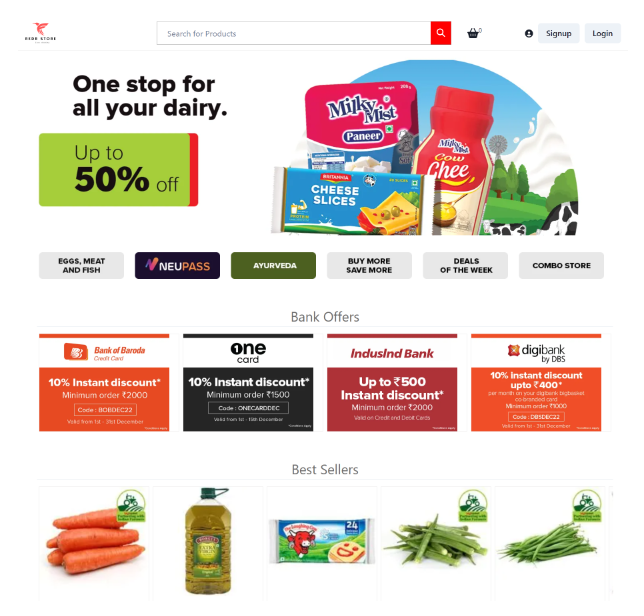 BEBB STORE
Search for Products
0
Signup
Login
One stop for
all your dairy.
Up to
50% off
Milky
Mist
Paneer
Milky
Mist
Cow
Ghee
BRITANNIA
CHEESE
SLICES
EGGS, MEAT
AND FISH
NEUPASS
AYURVEDA
BUY MORE
SAVE MORE
DEALS
OF THE WEEK
COMBO STORE
Bank Offers
Bank of Baroda
Credit Card
10% Instant discount*
Minimum order ₹2000
Code : BOBDEC22
Valid from 1st - 31st December
one
card
10% Instant discount*
Minimum order ₹1500
Code : ONECARDDEC
Valid from 1st - 15th December
IndusInd Bank
Up to ₹500
Instant discount*
Minimum order ₹2000
Valid on Credit and Debit Cards
digibank
by DBS
10% Instant discount
upto ₹400*
per month on your digibank bigbasket
co-branded card
Minimum order ₹1000
Code : DBSDEC22
Valid from 1st - 31st December
Best Sellers
24